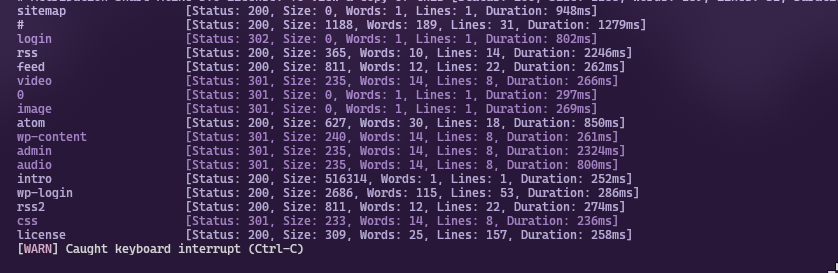 sitemap [Status: 200, Size: 0, Words: 1, Lines: 1, Duration: 948ms]
# [Status: 200, Size: 1188, Words: 189, Lines: 31, Duration: 1279ms]
login [Status: 302, Size: 0, Words: 1, Lines: 1, Duration: 802ms]
rss [Status: 200, Size: 365, Words: 10, Lines: 14, Duration: 2246ms]
feed [Status: 200, Size: 811, Words: 12, Lines: 22, Duration: 262ms]
video [Status: 301, Size: 235, Words: 14, Lines: 8, Duration: 266ms]
0 [Status: 301, Size: 0, Words: 1, Lines: 1, Duration: 297ms]
image [Status: 301, Size: 0, Words: 1, Lines: 1, Duration: 269ms]
atom [Status: 200, Size: 627, Words: 30, Lines: 18, Duration: 850ms]
wp-content [Status: 301, Size: 240, Words: 14, Lines: 8, Duration: 261ms]
admin [Status: 301, Size: 235, Words: 14, Lines: 8, Duration: 2324ms]
audio [Status: 301, Size: 235, Words: 14, Lines: 8, Duration: 800ms]
intro [Status: 200, Size: 516314, Words: 1, Lines: 1, Duration: 252ms]
wp-login [Status: 200, Size: 2686, Words: 115, Lines: 53, Duration: 286ms]
rss2 [Status: 200, Size: 811, Words: 12, Lines: 22, Duration: 274ms]
css [Status: 301, Size: 233, Words: 14, Lines: 8, Duration: 236ms]
license [Status: 200, Size: 309, Words: 25, Lines: 157, Duration: 258ms]
[WARN] Caught keyboard interrupt (Ctrl-C)